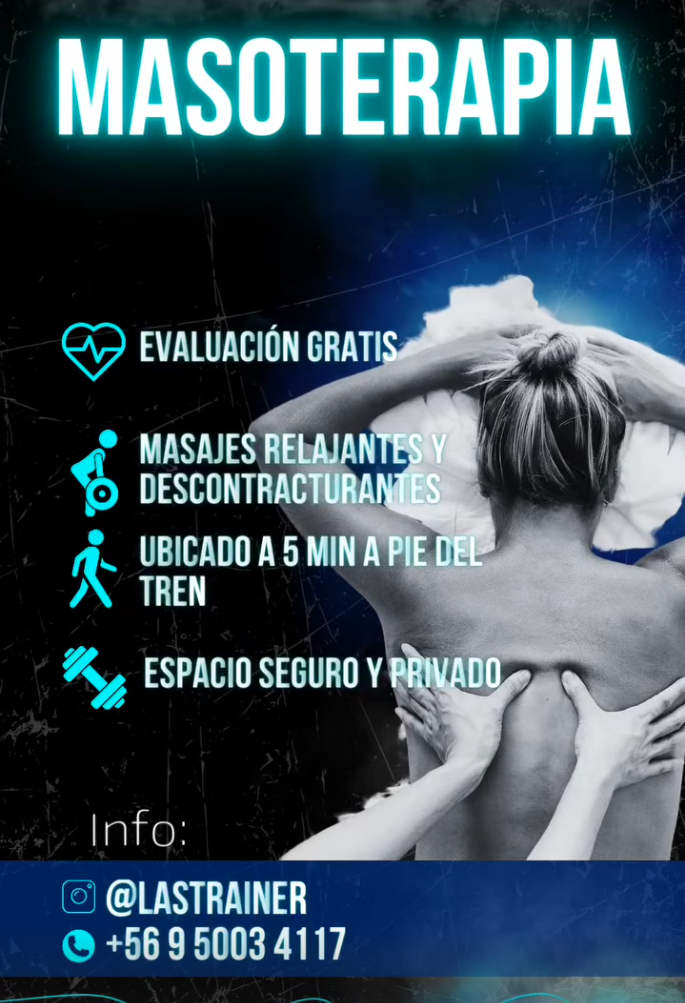 MASOTERAPIA
EVALUACIÓN GRATIS
MASAJES RELAJANTES Y
DESCONTRACTURANTES
UBICADO A 5 MIN A PIE DEL
TREN
ESPACIO SEGURO Y PRIVADO
Info:
@LASTRAINER
+56 9 5003 4117